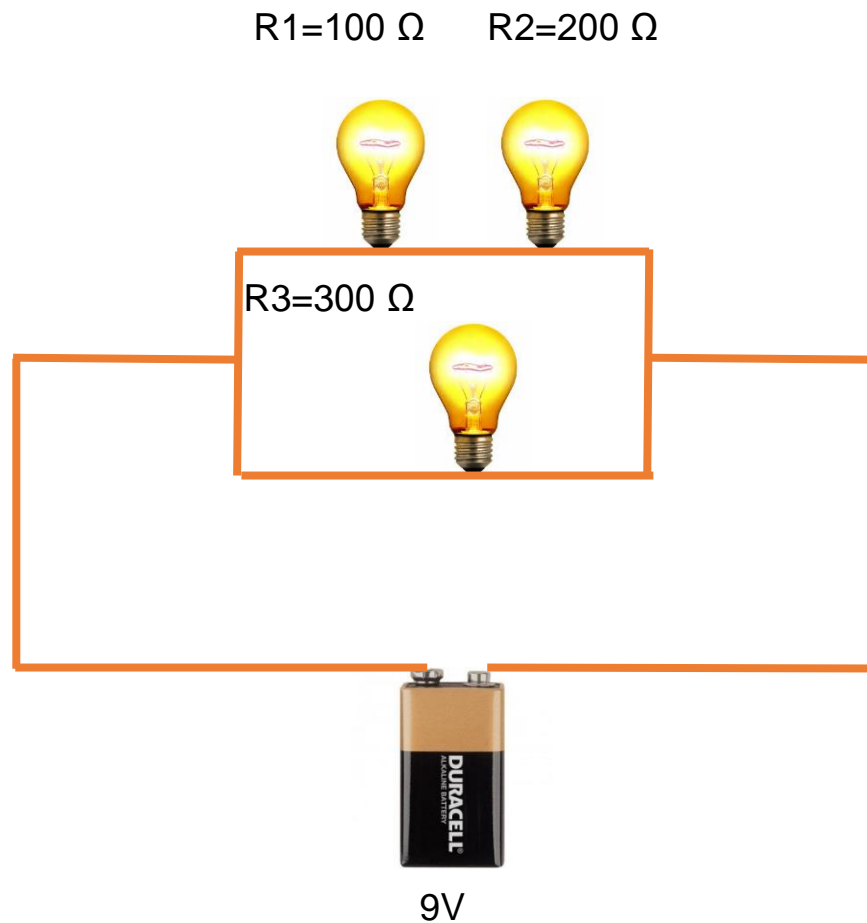 R1=100 Ω R2=200 Ω
R3=300 Ω
DURACELL®
ALKALINE BATTERY
9V